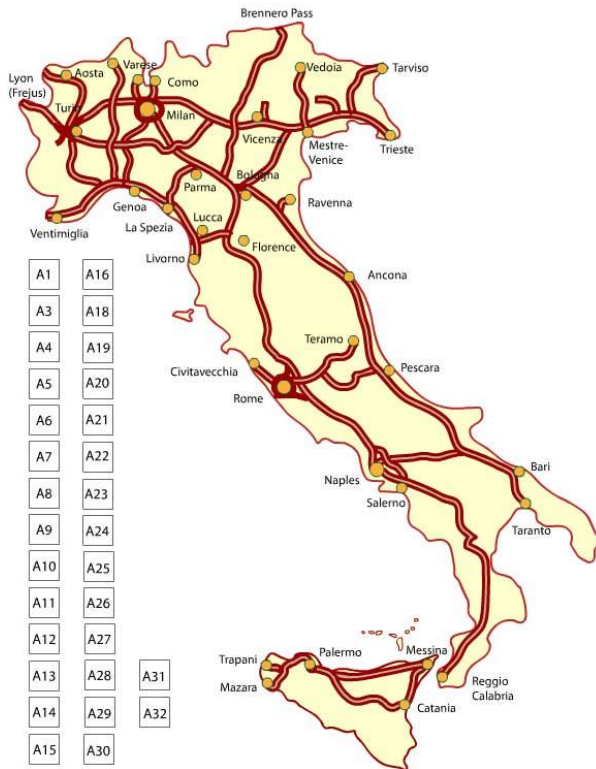 Brennero Pass
Varese
Vedoia
Tarviso
Aosta
Como
Lyon
(Frejus)
Turin
Milan
Vicenza
Mestre-
Venice
Trieste
Parma
Bologna
Genoa
Ravenna
La Spezia
Lucca
Ventimiglia
Florence
Livorno
Ancona
Teramo
Civitavecchia
Pescara
Rome
Naples
Bari
Salerno
Taranto
Trapani
Palermo
Messina
Mazara
Reggio
Calabria
Catania
A1 A16
A3 A18
A4 A19
A5 A20
A6 A21
A7 A22
A8 A23
A9 A24
A10 A25
A11 A26
A12 A27
A13 A28 A31
A14 A29 A32
A15 A30